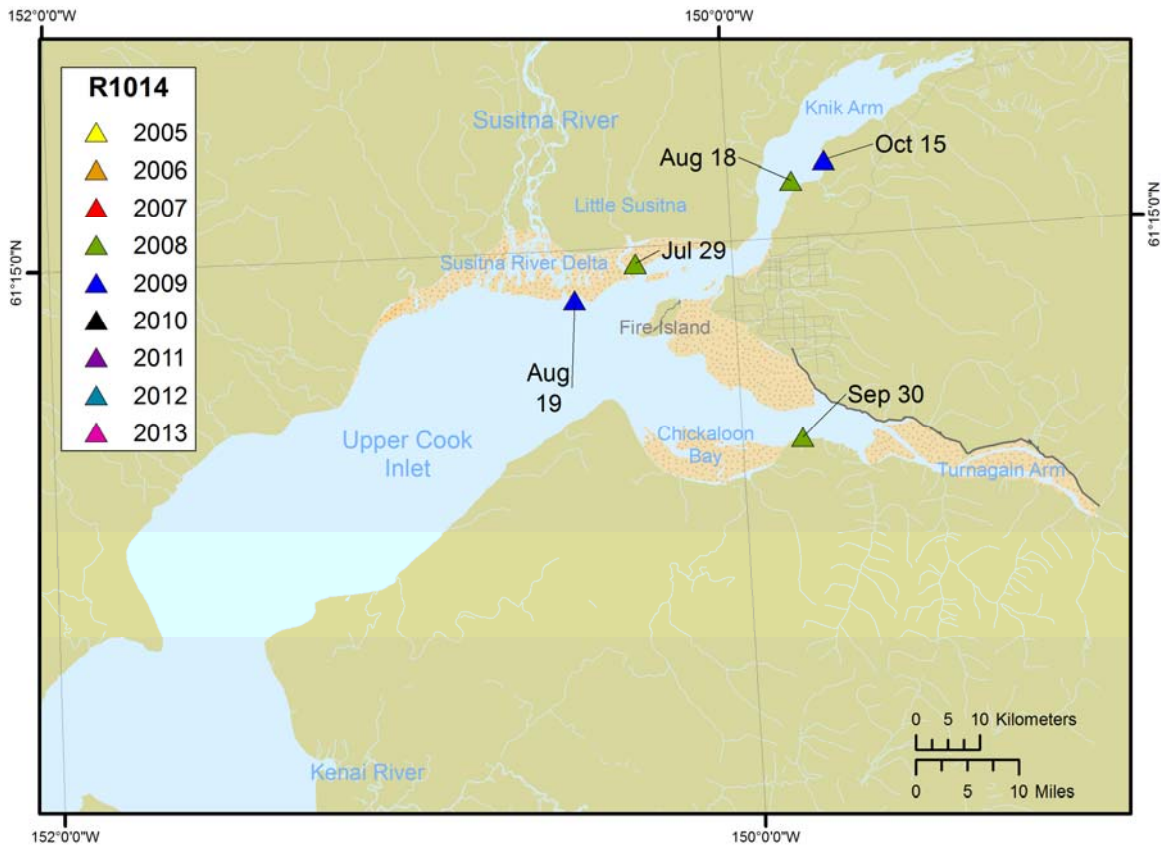 152°0'0"W
150°0'0"W
R1014
2005
2006
2007
2008
2009
2010
2011
2012
2013
Susitna River
Knik Arm
Oct 15
Aug 18
Little Susitna
61°15'0"N
Jul 29
Susitna River Delta
61°15'0"N
Fire Island
Aug
19
Sep 30
Chickaloon
Bay
Upper Cook
Inlet
Turnagain Arm
0 5 10 Kilometers
0 5 10 Miles
Kenai River
152°0'0"W
150°0'0"W